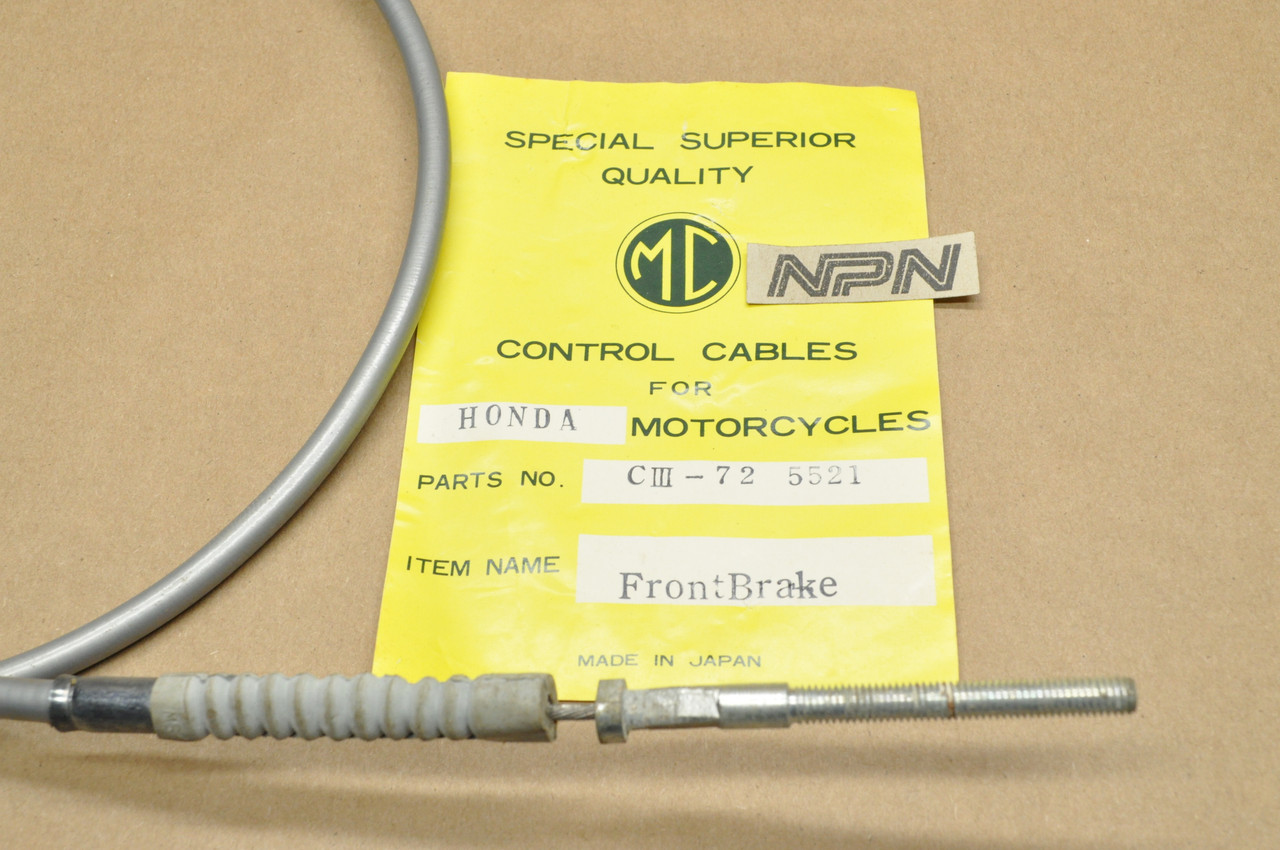 SPECIAL SUPERIOR
QUALITY
MC
NPN
CONTROL CABLES
FOR
HONDA MOTORCYCLES
PARTS NO. CⅢ-72 5521
ITEM NAME FrontBrake
MADE IN JAPAN